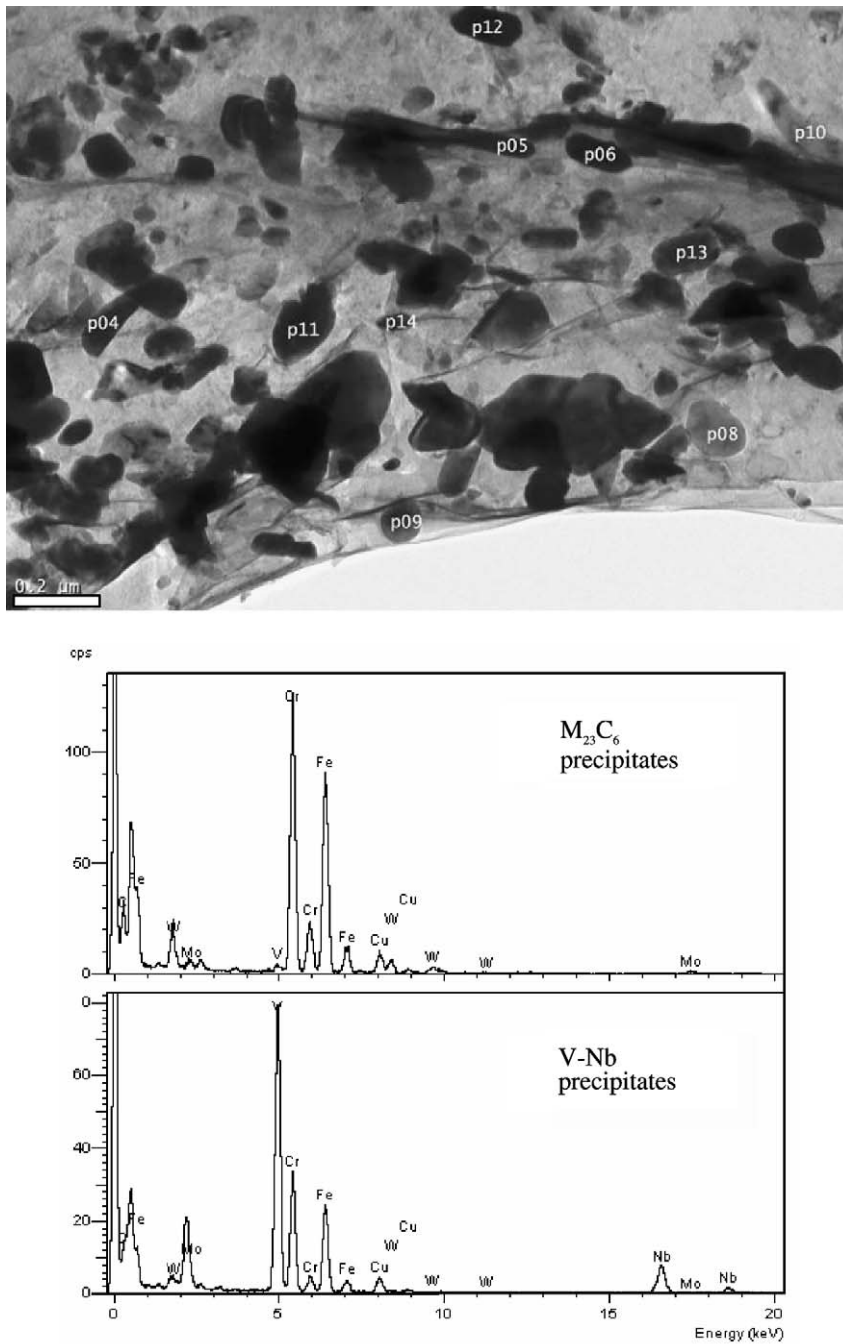 p12
p10
p05 p06
p13
p04 p11 p14
p08
p09
0.2 μm
cps
Cr
M23C6
precipitates
100
Fe
50
e
C
W Mo V Cr Fe Cu W Cu W W Mo
0
0
V
V-Nb
precipitates
60
Cr
40
Fe
Cu
20
e
Mo W
W Cr Fe Cu W W Nb Mo Nb
0
0 5 10 15 20
Energy (keV)